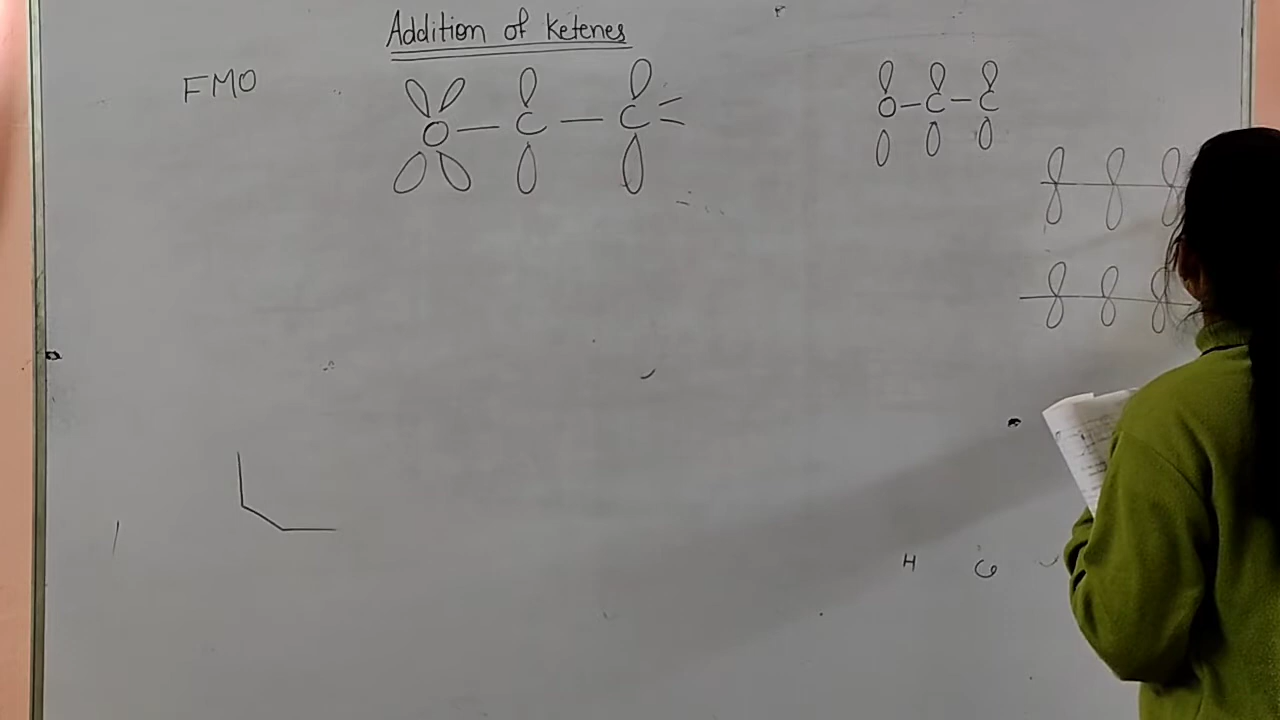 Addition of Ketenes
FMO
O — C — C
O — C — C
H